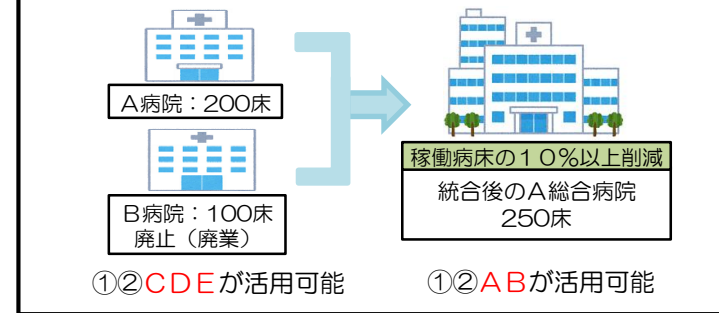 A病院：200床
B病院：100床
廃止（廃業）
①②ＣＤＥが活用可能
稼働病床の１０％以上削減
統合後のA総合病院
250床
①②ＡＢが活用可能